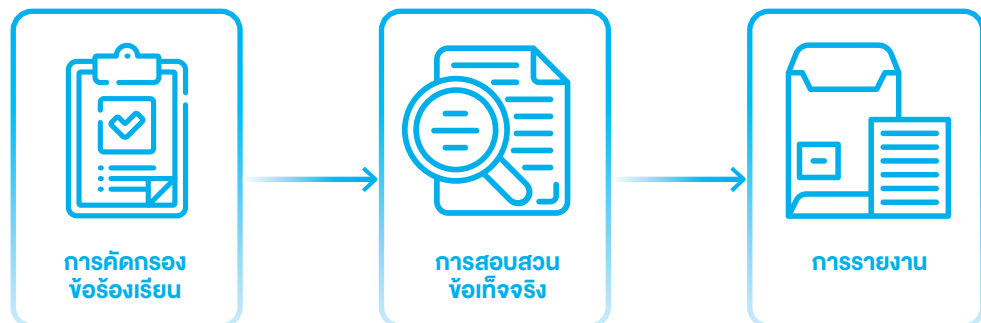 การคัดกรอง
ข้อร้องเรียน
การสอบสวน
ข้อเท็จจริง
การรายงาน